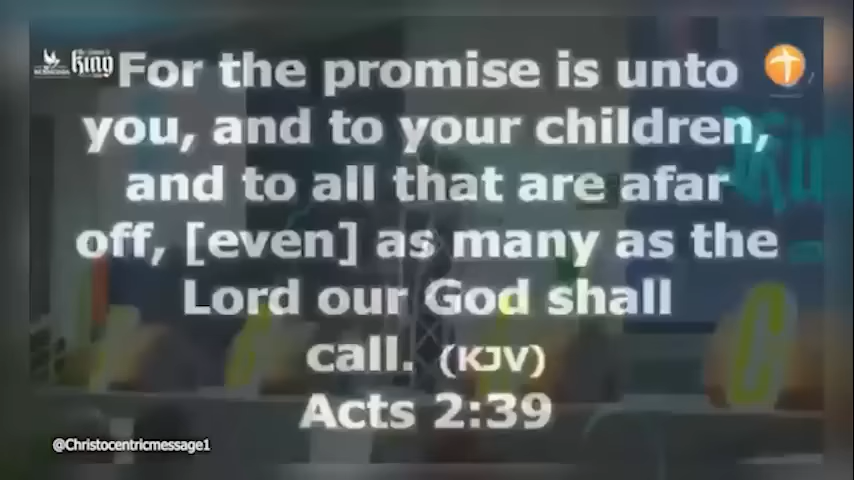 King
For the promise is unto
you, and to your children,
and to all that are afar
off, [even] as many as the
Lord our God shall
call. (KJV)
Acts 2:39
@Christocentricmessage1